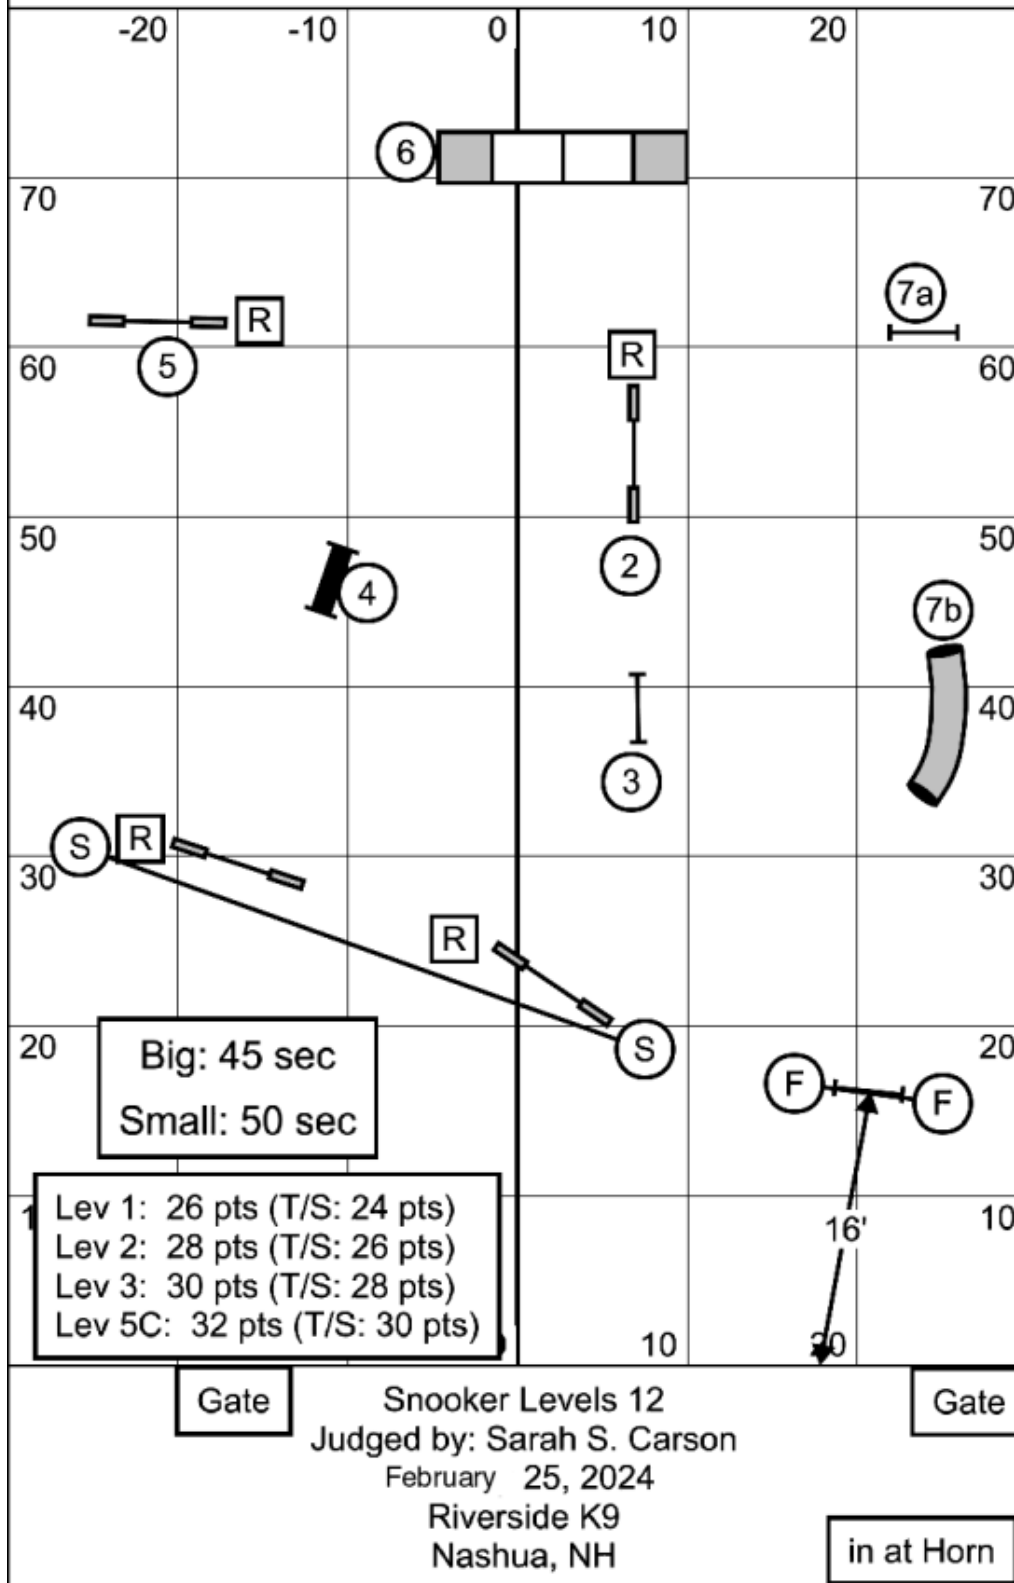 -20 -10 0 10 20
6
70 70
7a
R
5
R
60 60
2
50 50
4
7b
40 40
3
S R
30 30
R
20 20
S
F F
Big: 45 sec
Small: 50 sec
10
16'
Lev 1: 26 pts (T/S: 24 pts)
Lev 2: 28 pts (T/S: 26 pts)
Lev 3: 30 pts (T/S: 28 pts)
Lev 5C: 32 pts (T/S: 30 pts)
10 20
Gate Gate
Snooker Levels 12
Judged by: Sarah S. Carson
February 25, 2024
Riverside K9
Nashua, NH
in at Horn